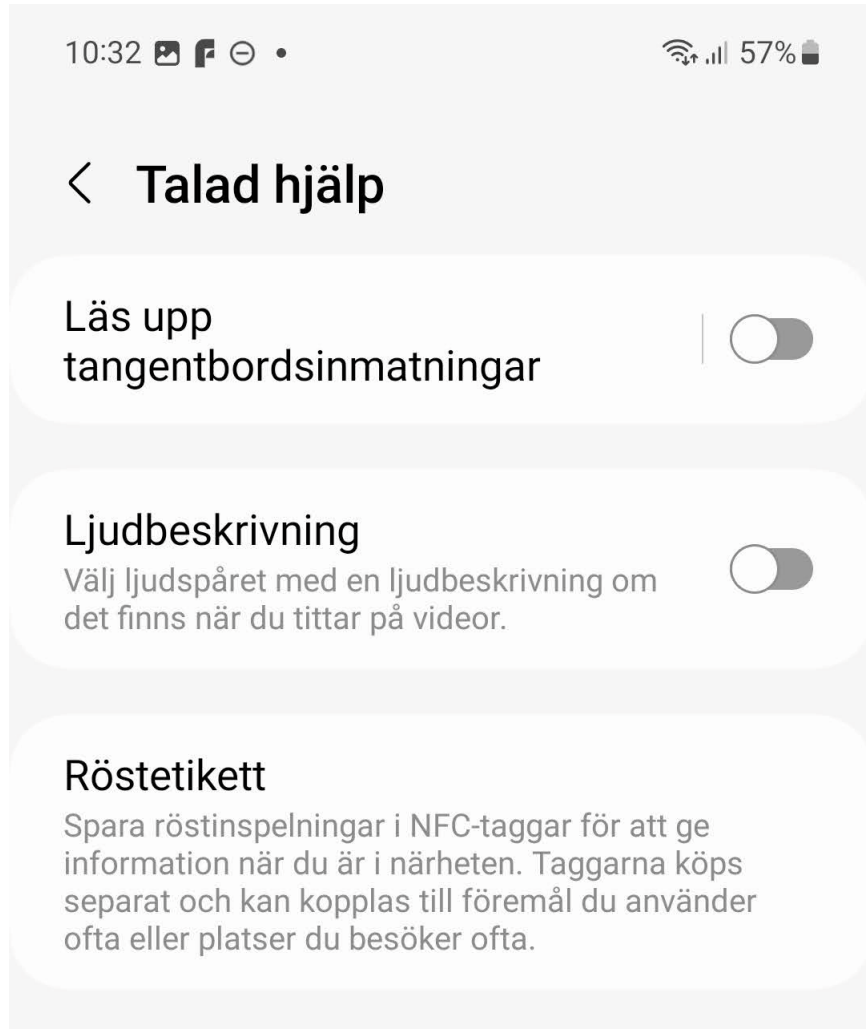 10:32
57%
Talad hjälp
Läs upp
tangentbordsinmatningar
Ljudbeskrivning
Välj ljudspåret med en ljudbeskrivning om
det finns när du tittar på videor.
Röstetikett
Spara röstinspelningar i NFC-taggar för att ge
information när du är i närheten. Taggarna köps
separat och kan kopplas till föremål du använder
ofta eller platser du besöker ofta.